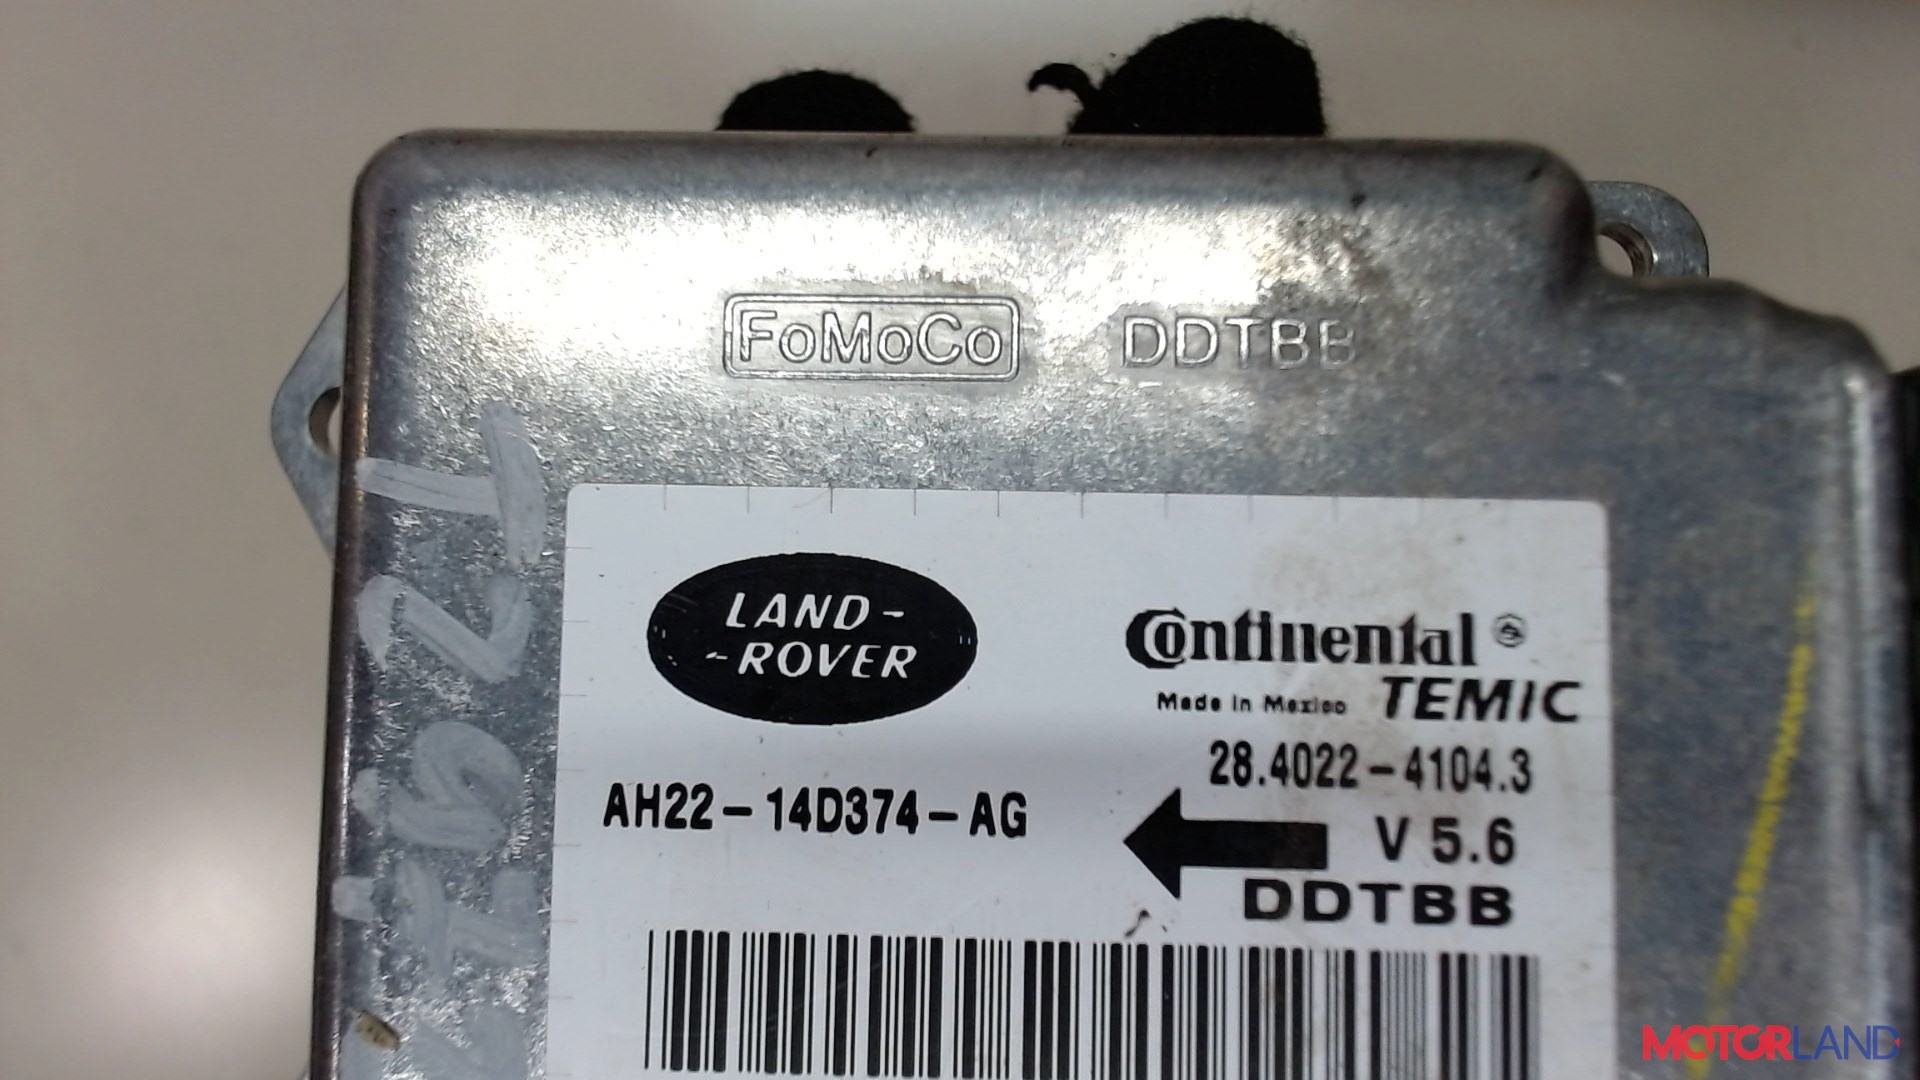 FoMoCo DDTBB
LAND-
-ROVER
Continental
Made in Mexico TEMIC
28.4022-4104.3
AH22-14D374-AG
V 5.6
DDTBB
MOTORLAND